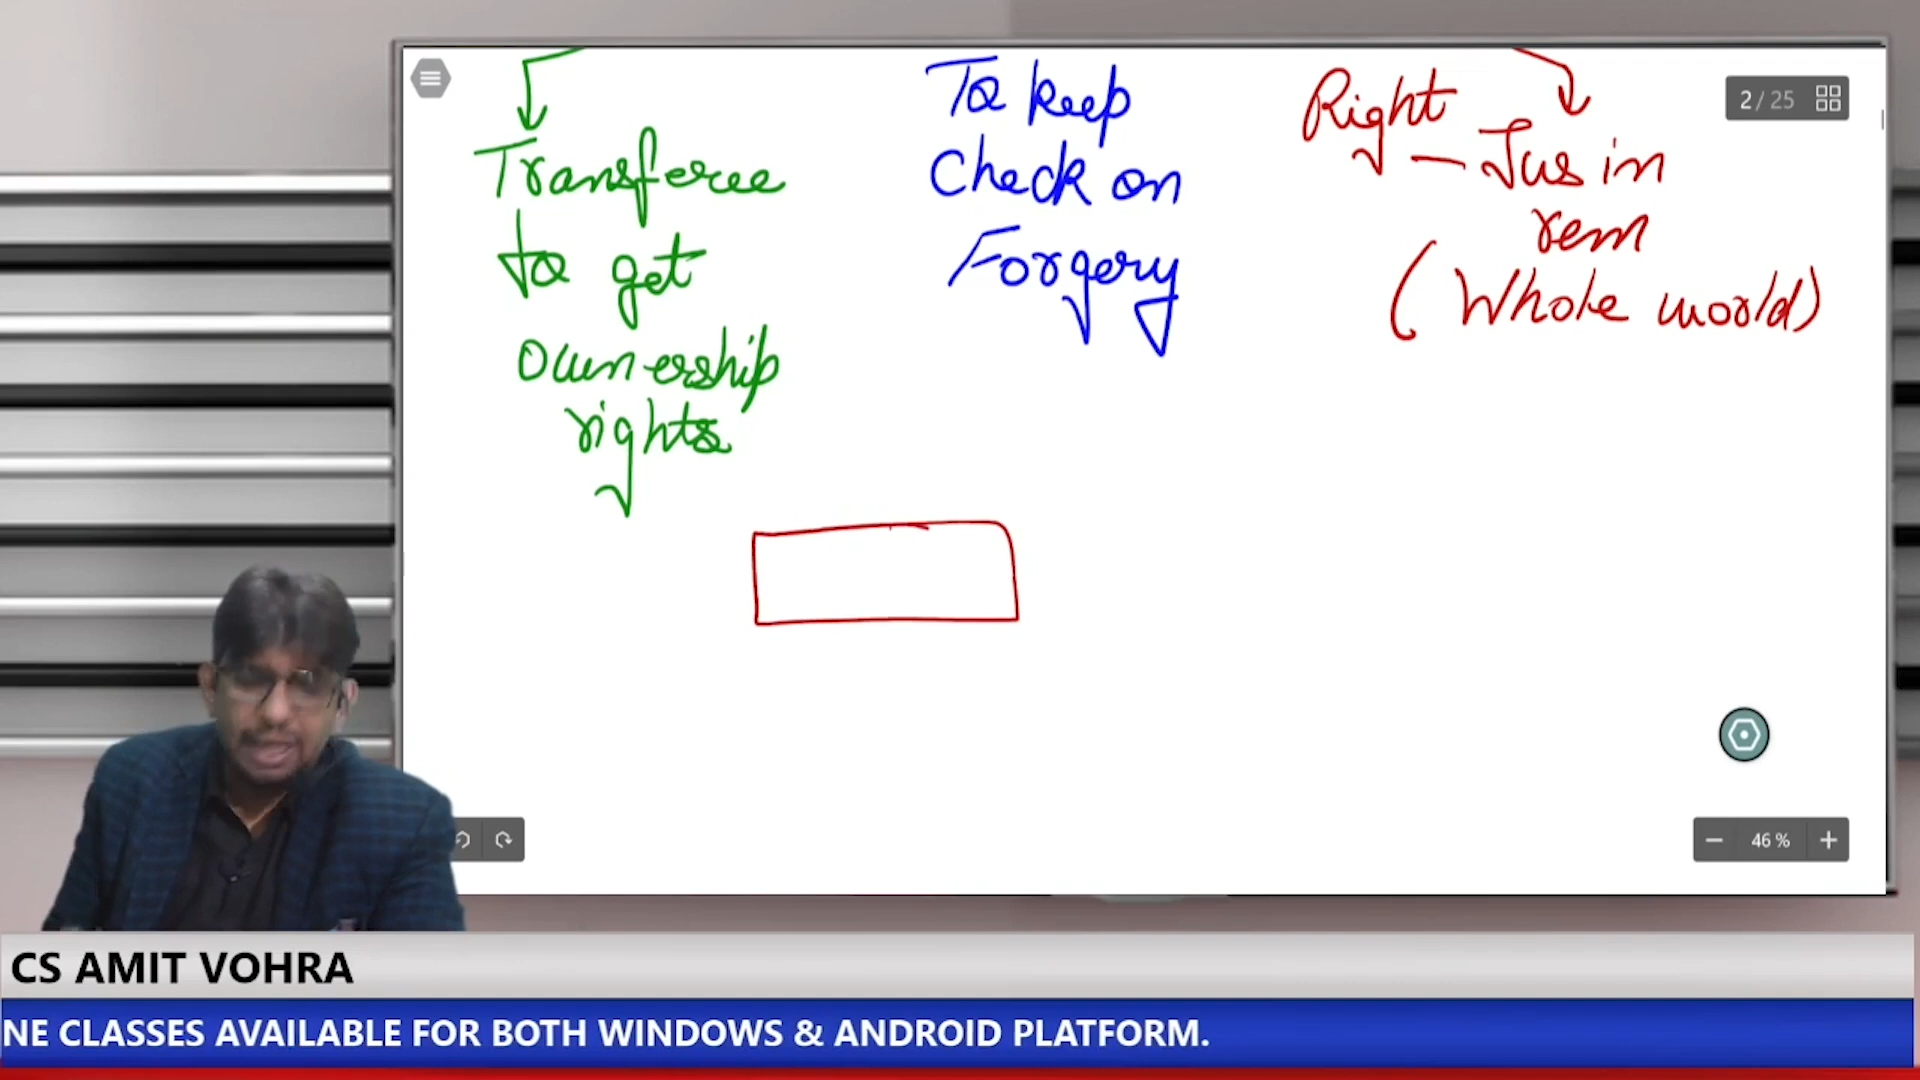 Transferee
to get
Ownership
rights
To keep
Check on
Forgery
Right
— Jus in
rem
(Whole world)
2 / 25
46 %
CS AMIT VOHRA
NE CLASSES AVAILABLE FOR BOTH WINDOWS & ANDROID PLATFORM.